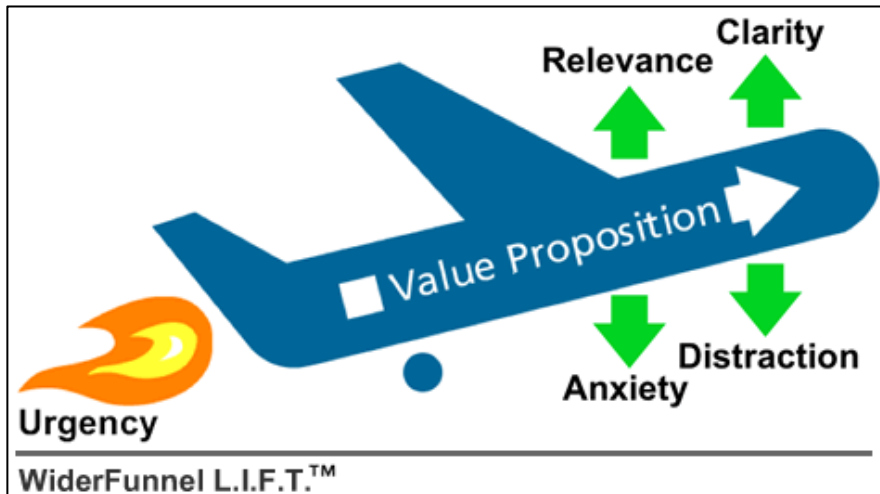 Clarity
Relevance
Value Proposition
Distraction
Anxiety
Urgency
WiderFunnel L.I.F.T.™